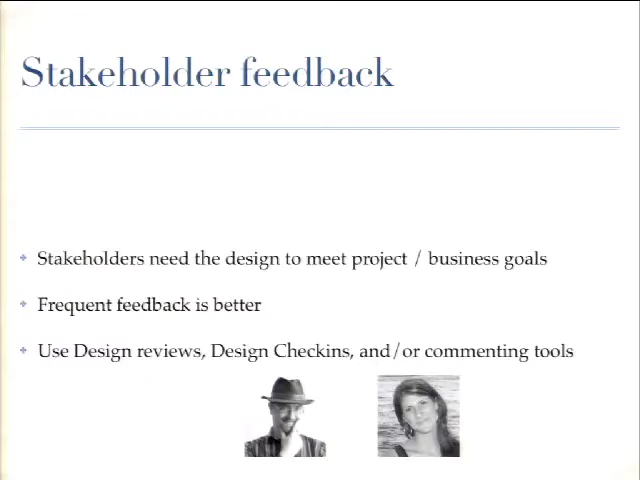 Stakeholder feedback
Stakeholders need the design to meet project / business goals
Frequent feedback is better
Use Design reviews, Design Checkins, and/or commenting tools